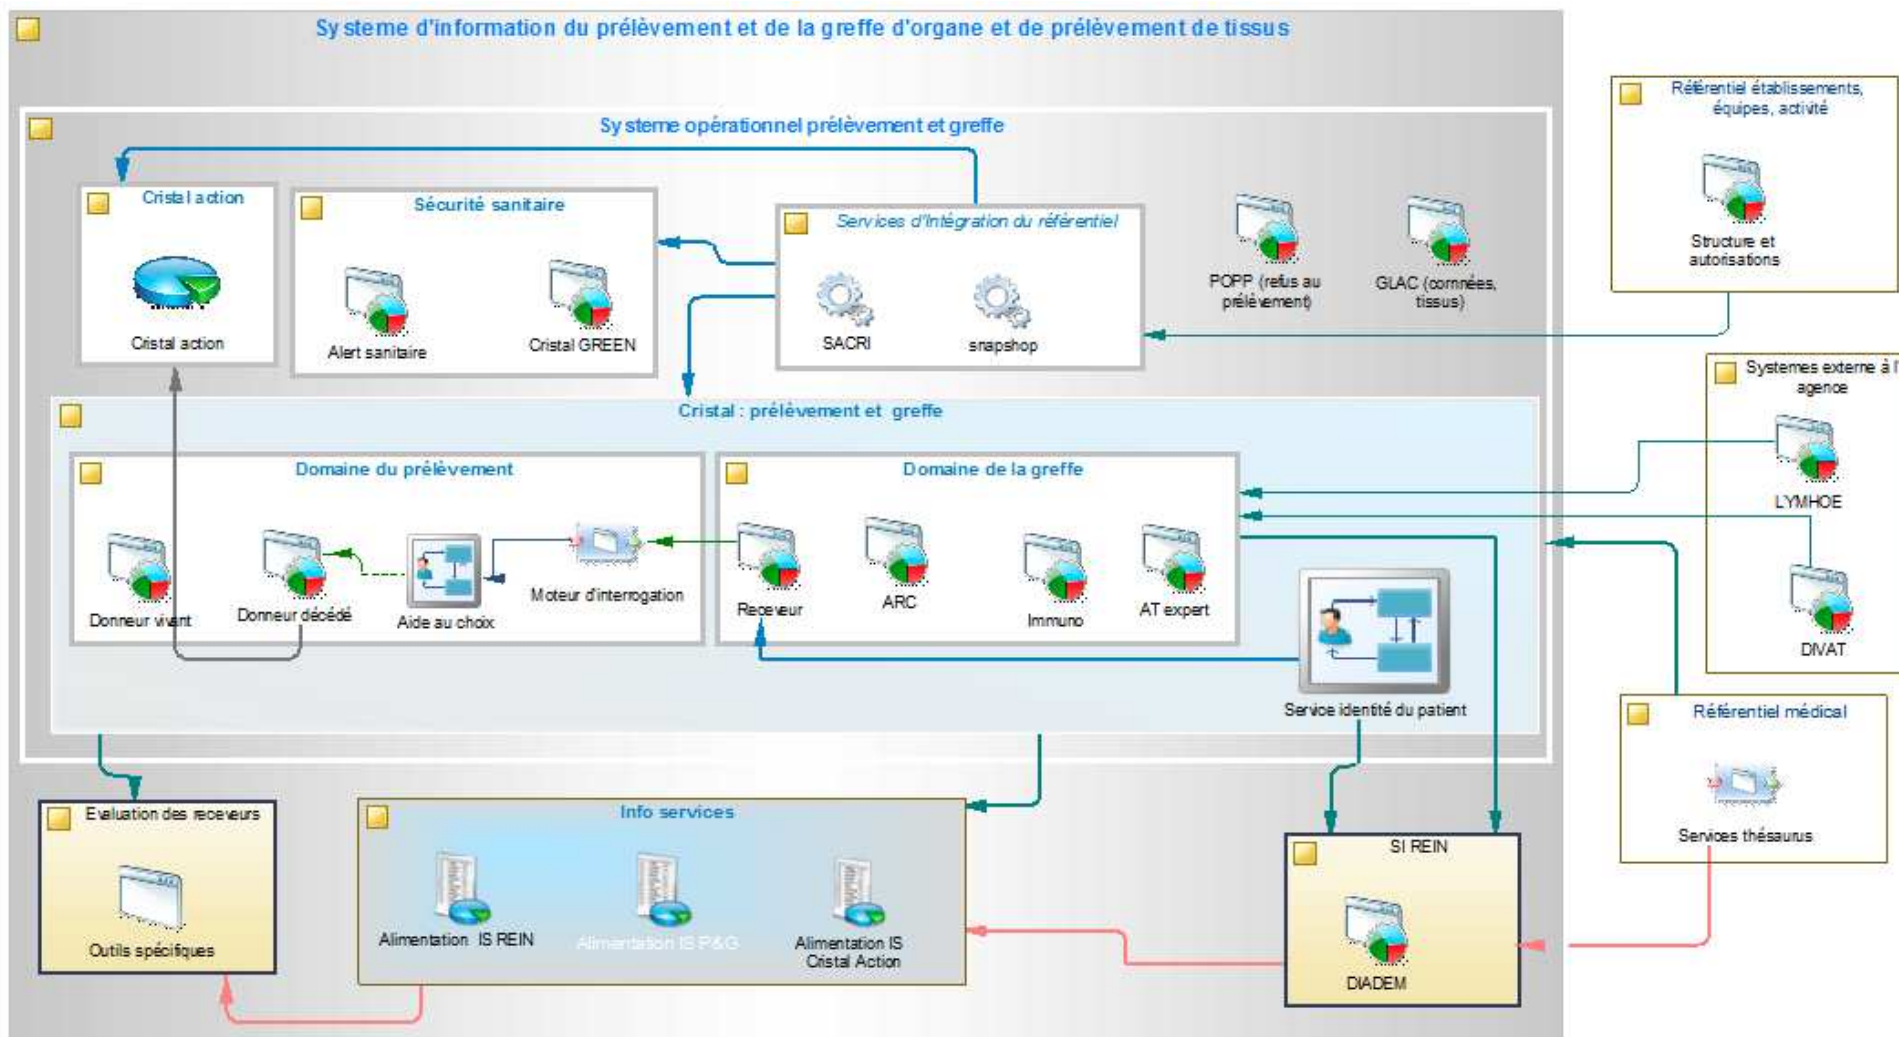 Systeme d'information du prélèvement et de la greffe d'organe et de prélèvement de tissus
Systeme opérationnel prélèvement et greffe
Cristal action
Cristal action
Sécurité sanitaire
Alert sanitaire
Cristal GREEN
Services d'Intégration du référentiel
SACRI
snapshop
POPP (refus au
prélèvement)
GLAC (cornnées,
tissus)
Référentiel établissements,
équipes, activité
Structure et
autorisations
Systemes externe à l'
agence
LYMHOE
DIVAT
Cristal : prélèvement et greffe
Domaine du prélèvement
Donneur vivant
Donneur décédé
Aide au choix
Moteur d'interrogation
Domaine de la greffe
Receveur
ARC
Immuno
AT expert
Service identité du patient
Référentiel médical
Services thésaurus
Evaluation des receveurs
Outils spécifiques
Info services
Alimentation IS REIN
Alimentation IS P&G
Alimentation IS
Cristal Action
SI REIN
DIADEM